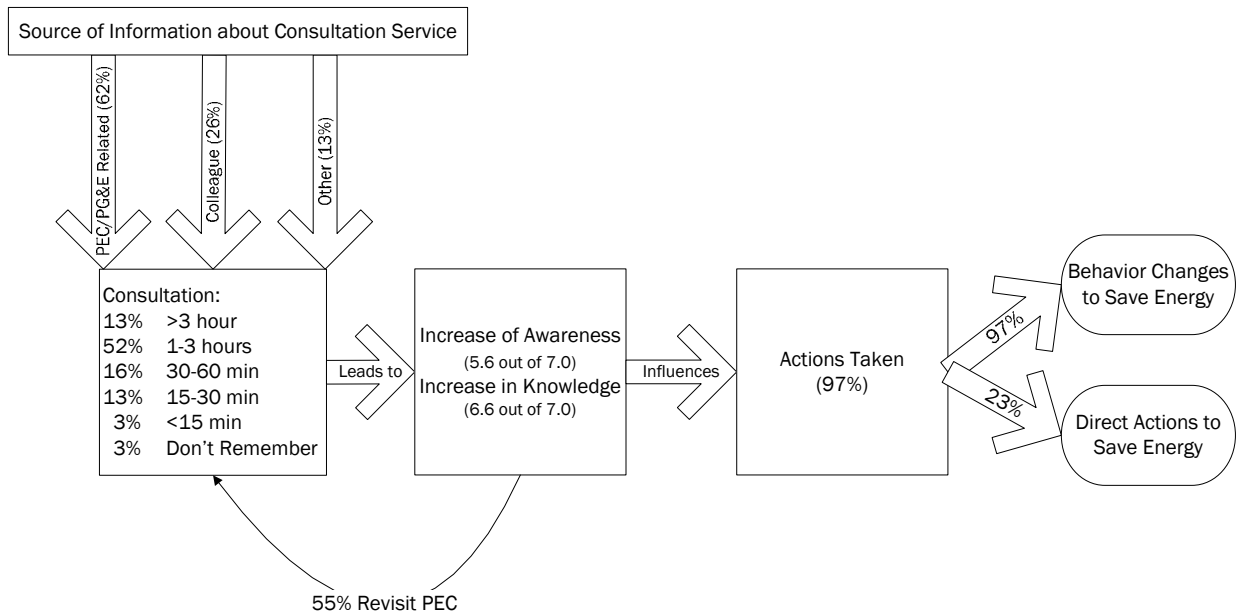 Source of Information about Consultation Service
PEC/PG&E Related (62%)
Colleague (26%)
Other (13%)
Consultation:
13% >3 hour
52% 1-3 hours
16% 30-60 min
13% 15-30 min
3% <15 min
3% Don't Remember
Leads to
Increase of Awareness
(5.6 out of 7.0)
Increase in Knowledge
(6.6 out of 7.0)
Influences
Actions Taken
(97%)
97%
23%
Behavior Changes
to Save Energy
Direct Actions to
Save Energy
55% Revisit PEC